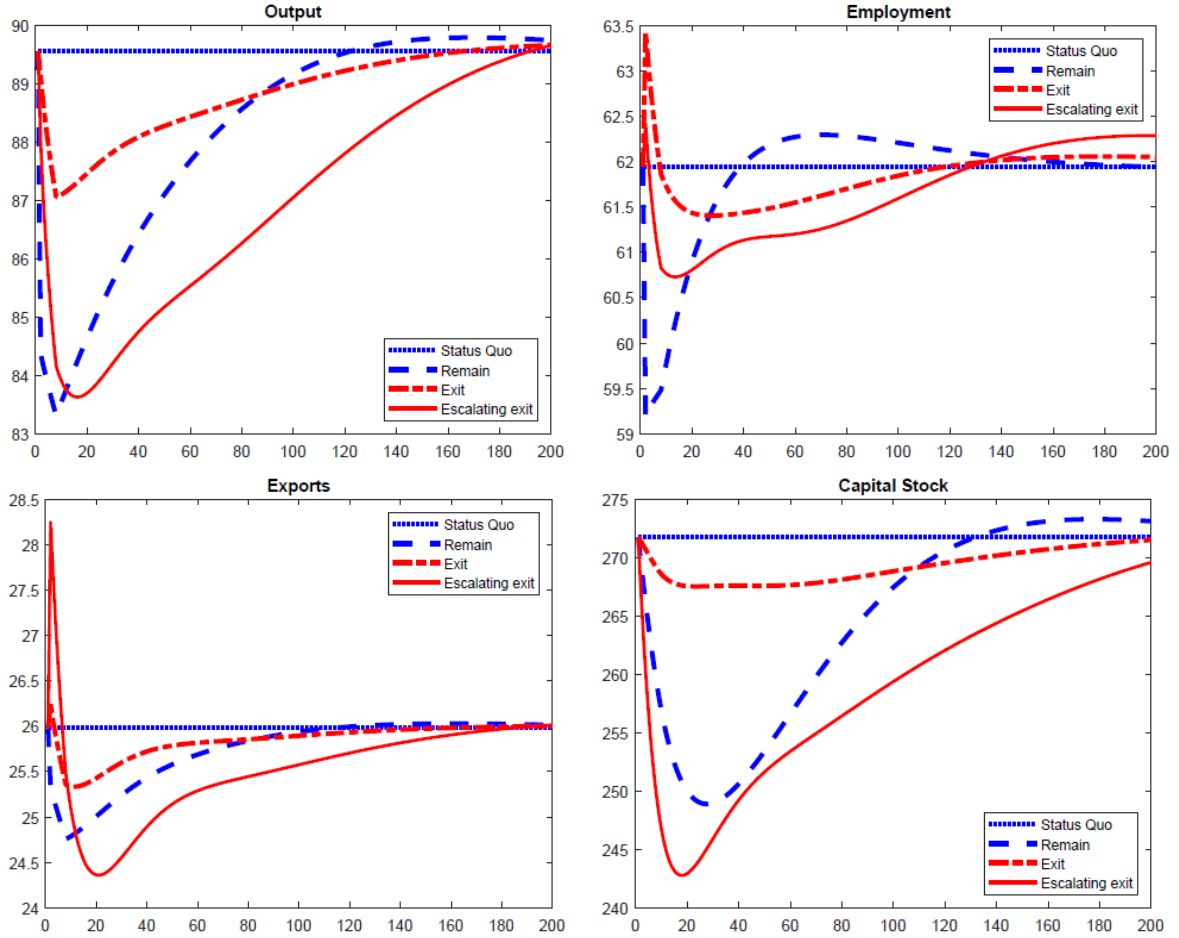 Output
90
89
88
87
86
85
84
83
0 20 40 60 80 100 120 140 160 180 200
Status Quo
Remain
Exit
Escalating exit
Employment
63.5
63
62.5
62
61.5
61
60.5
60
59.5
59
0 20 40 60 80 100 120 140 160 180 200
Status Quo
Remain
Exit
Escalating exit
Exports
28.5
28
27.5
27
26.5
26
25.5
25
24.5
24
0 20 40 60 80 100 120 140 160 180 200
Status Quo
Remain
Exit
Escalating exit
Capital Stock
275
270
265
260
255
250
245
240
0 20 40 60 80 100 120 140 160 180 200
Status Quo
Remain
Exit
Escalating exit